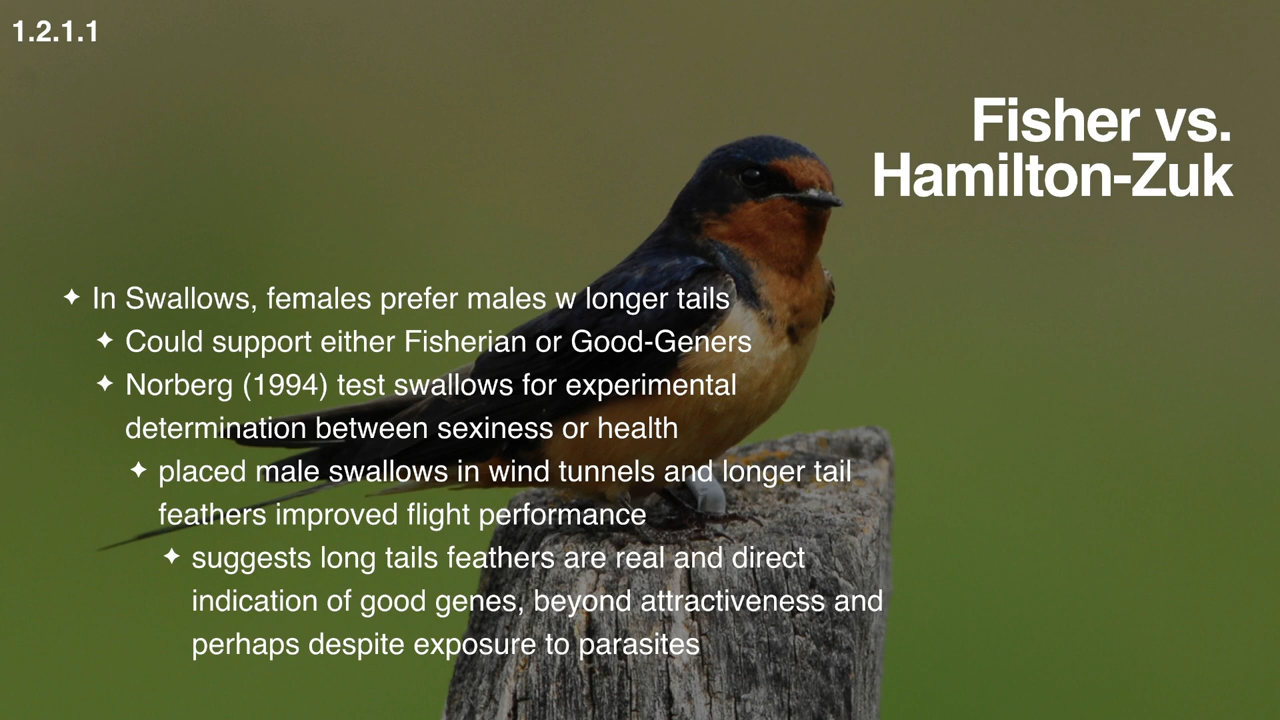 1.2.1.1
Fisher vs.
Hamilton-Zuk
✦ In Swallows, females prefer males w longer tails
✦ Could support either Fisherian or Good-Geners
✦ Norberg (1994) test swallows for experimental
determination between sexiness or health
✦ placed male swallows in wind tunnels and longer tail
feathers improved flight performance
✦ suggests long tails feathers are real and direct
indication of good genes, beyond attractiveness and
perhaps despite exposure to parasites